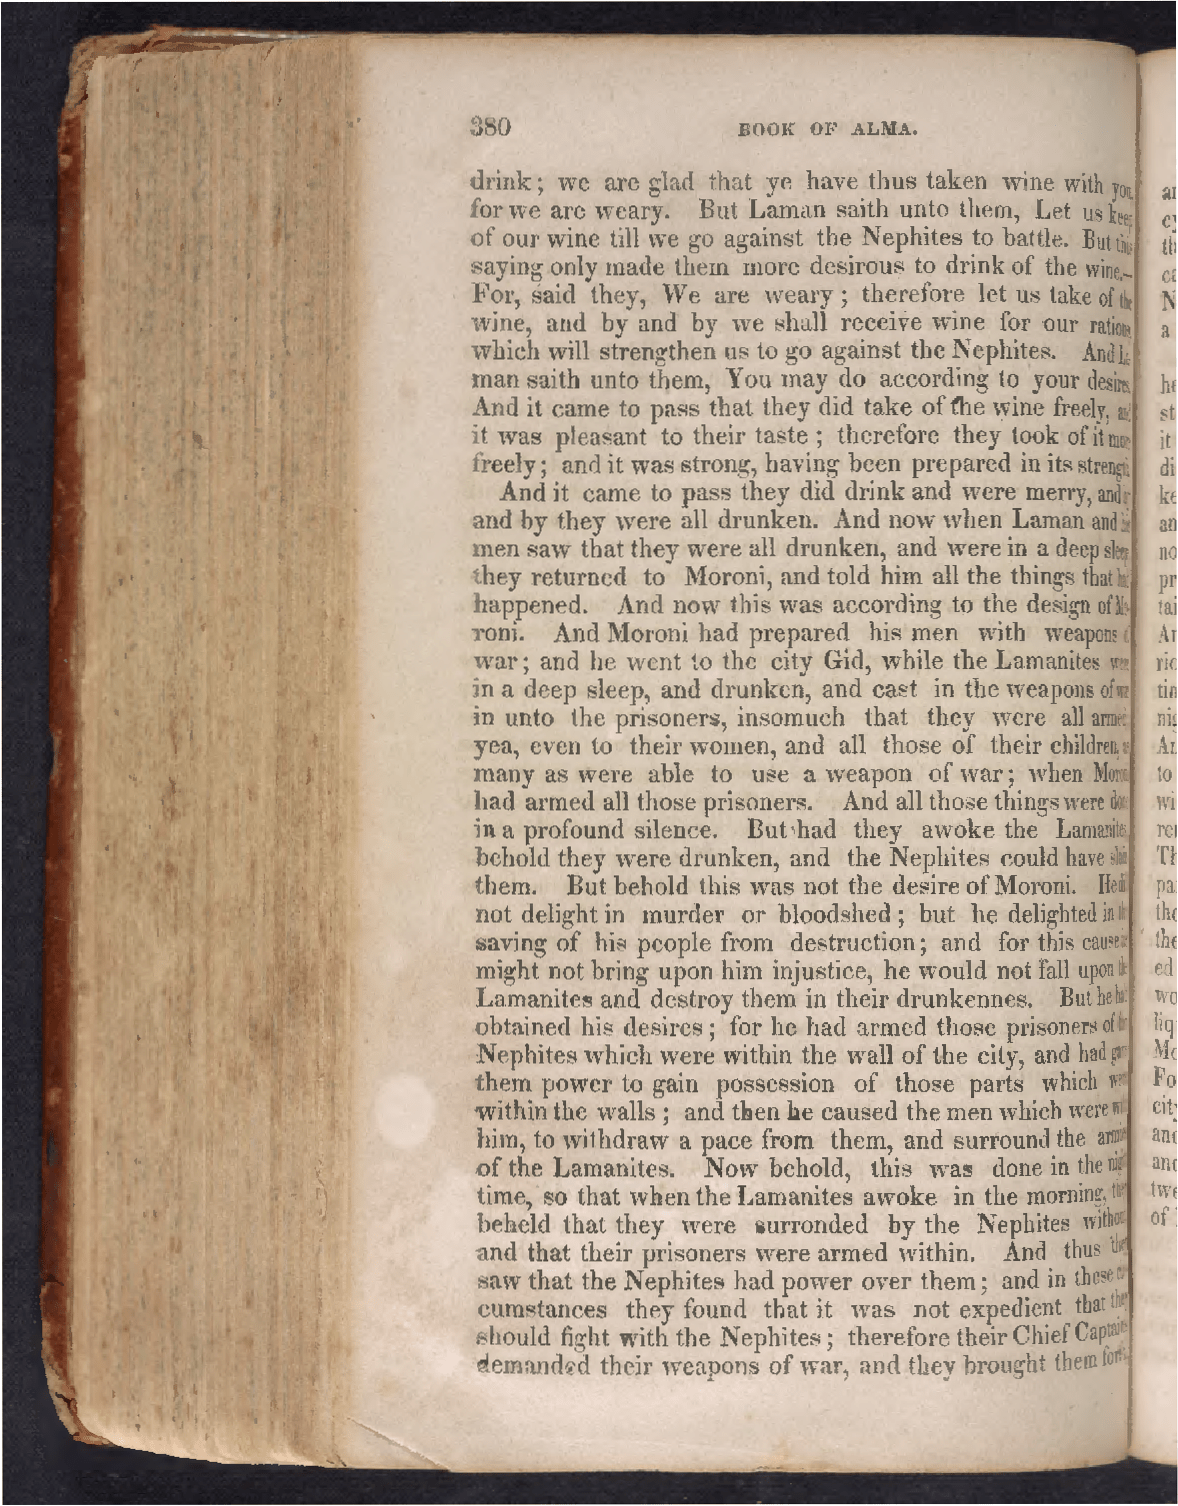 380 BOOK OF ALMA.
drink; we are glad that ye have thus taken wine with you,
for we are weary. But Laman saith unto them, Let us keep
of our wine till we go against the Nephites to battle. But this
saying only made them more desirous to drink of the wine.—
For, said they, We are weary; therefore let us take of the
wine, and by and by we shall receive wine for our rations,
which will strengthen us to go against the Nephites. And La-
man saith unto them, You may do according to your desires.
And it came to pass that they did take of the wine freely, and
it was pleasant to their taste; therefore they took of it more
freely; and it was strong, having been prepared in its strength.
And it came to pass they did drink and were merry, and
and by they were all drunken. And now when Laman and his
men saw that they were all drunken, and were in a deep sleep
they returned to Moroni, and told him all the things that had
happened. And now this was according to the design of Mo-
roni. And Moroni had prepared his men with weapons
war; and he went to the city Gid, while the Lamanites were
in a deep sleep, and drunken, and cast in the weapons of war
in unto the prisoners, insomuch that they were all armed
yea, even to their women, and all those of their children, as
many as were able to use a weapon of war; when Moroni
had armed all those prisoners. And all those things were done
in a profound silence. But had they awoke the Lamanites,
behold they were drunken, and the Nephites could have slain
them. But behold this was not the desire of Moroni. He did
not delight in murder or bloodshed; but he delighted in the
saving of his people from destruction; and for this cause
might not bring upon him injustice, he would not fall upon the
Lamanites and destroy them in their drunkennes. But he had
obtained his desires; for he had armed those prisoners of the
Nephites which were within the wall of the city, and had
them power to gain possession of those parts which were
within the walls; and then he caused the men which were with
him, to withdraw a pace from them, and surround the armies
of the Lamanites. Now behold, this was done in the night
time, so that when the Lamanites awoke in the morning, they
beheld that they were surronded by the Nephites without
and that their prisoners were armed within. And thus they
saw that the Nephites had power over them; and in these
cumstances they found that it was not expedient that they
should fight with the Nephites; therefore their Chief Captains
demanded their weapons of war, and they brought them forth